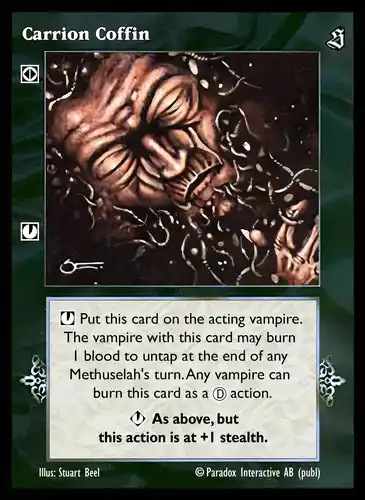 Carrion Coffin
Put this card on the acting vampire.
The vampire with this card may burn
1 blood to untap at the end of any
Methuselah's turn. Any vampire can
burn this card as a Ⓓ action.
As above, but
this action is at +1 stealth.
Illus: Stuart Beel © Paradox Interactive AB (publ)